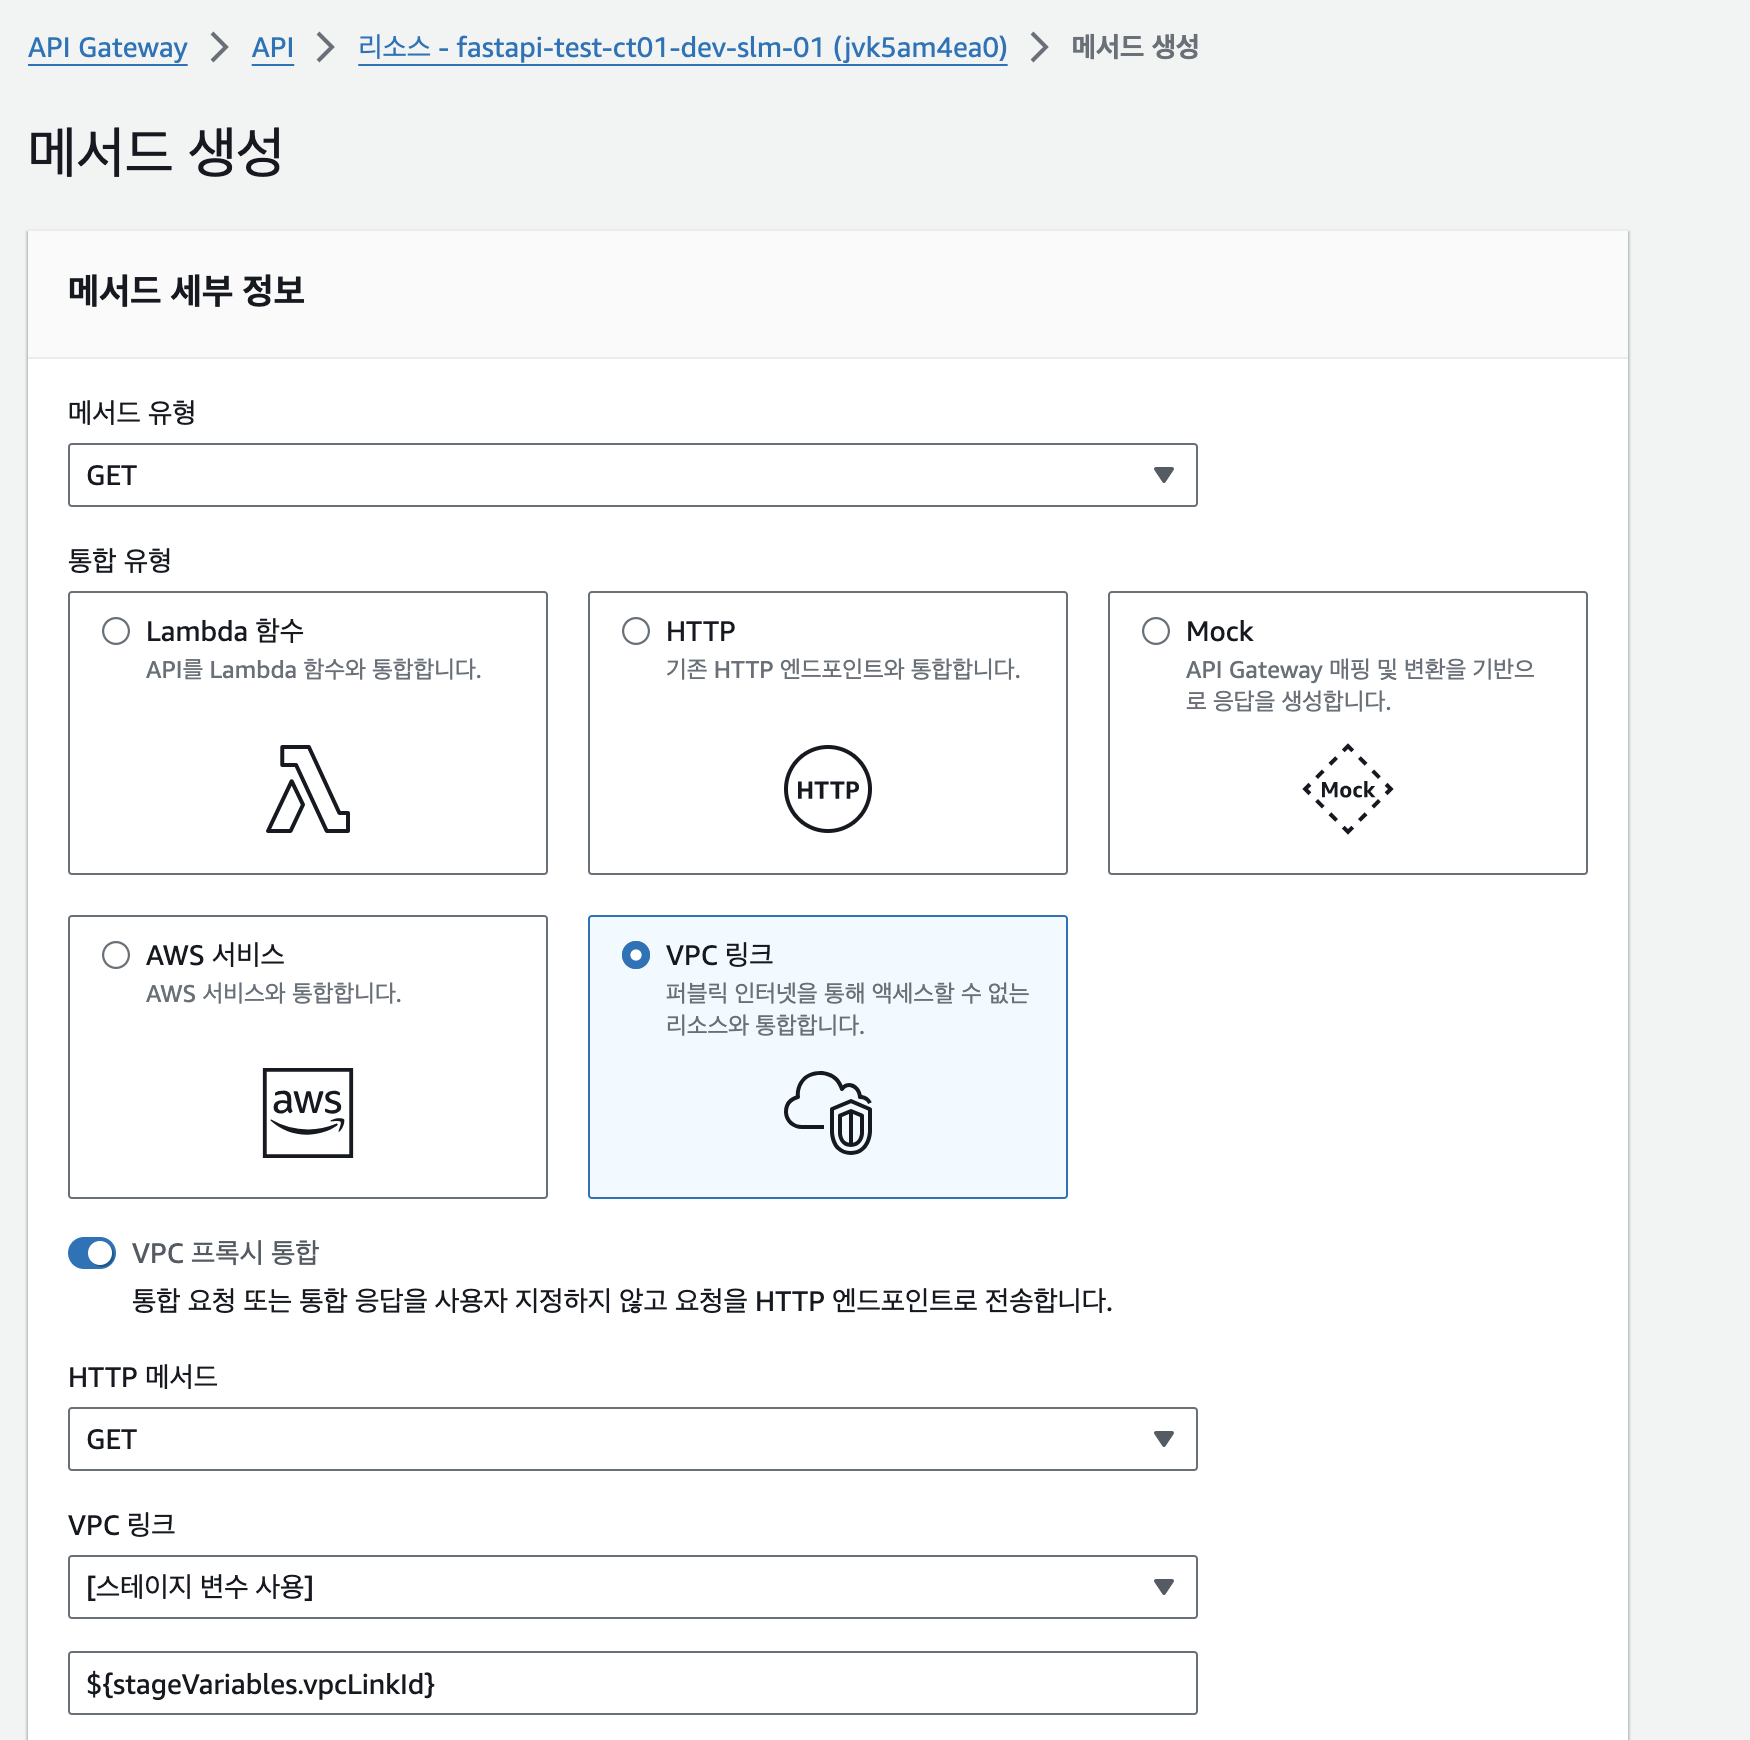 API Gateway > API > 리소스 - fastapi-test-ct01-dev-slm-01 (jvk5am4ea0) > 메서드 생성
메서드 생성
메서드 세부 정보
메서드 유형
GET
통합 유형
Lambda 함수
API를 Lambda 함수와 통합합니다.
HTTP
기존 HTTP 엔드포인트와 통합합니다.
HTTP
Mock
API Gateway 매핑 및 변환을 기반으
로 응답을 생성합니다.
Mock
AWS 서비스
AWS 서비스와 통합합니다.
aws
VPC 링크
퍼블릭 인터넷을 통해 액세스할 수 없는
리소스와 통합합니다.
VPC 프록시 통합
통합 요청 또는 통합 응답을 사용자 지정하지 않고 요청을 HTTP 엔드포인트로 전송합니다.
HTTP 메서드
GET
VPC 링크
[스테이지 변수 사용]
${stageVariables.vpcLinkId}